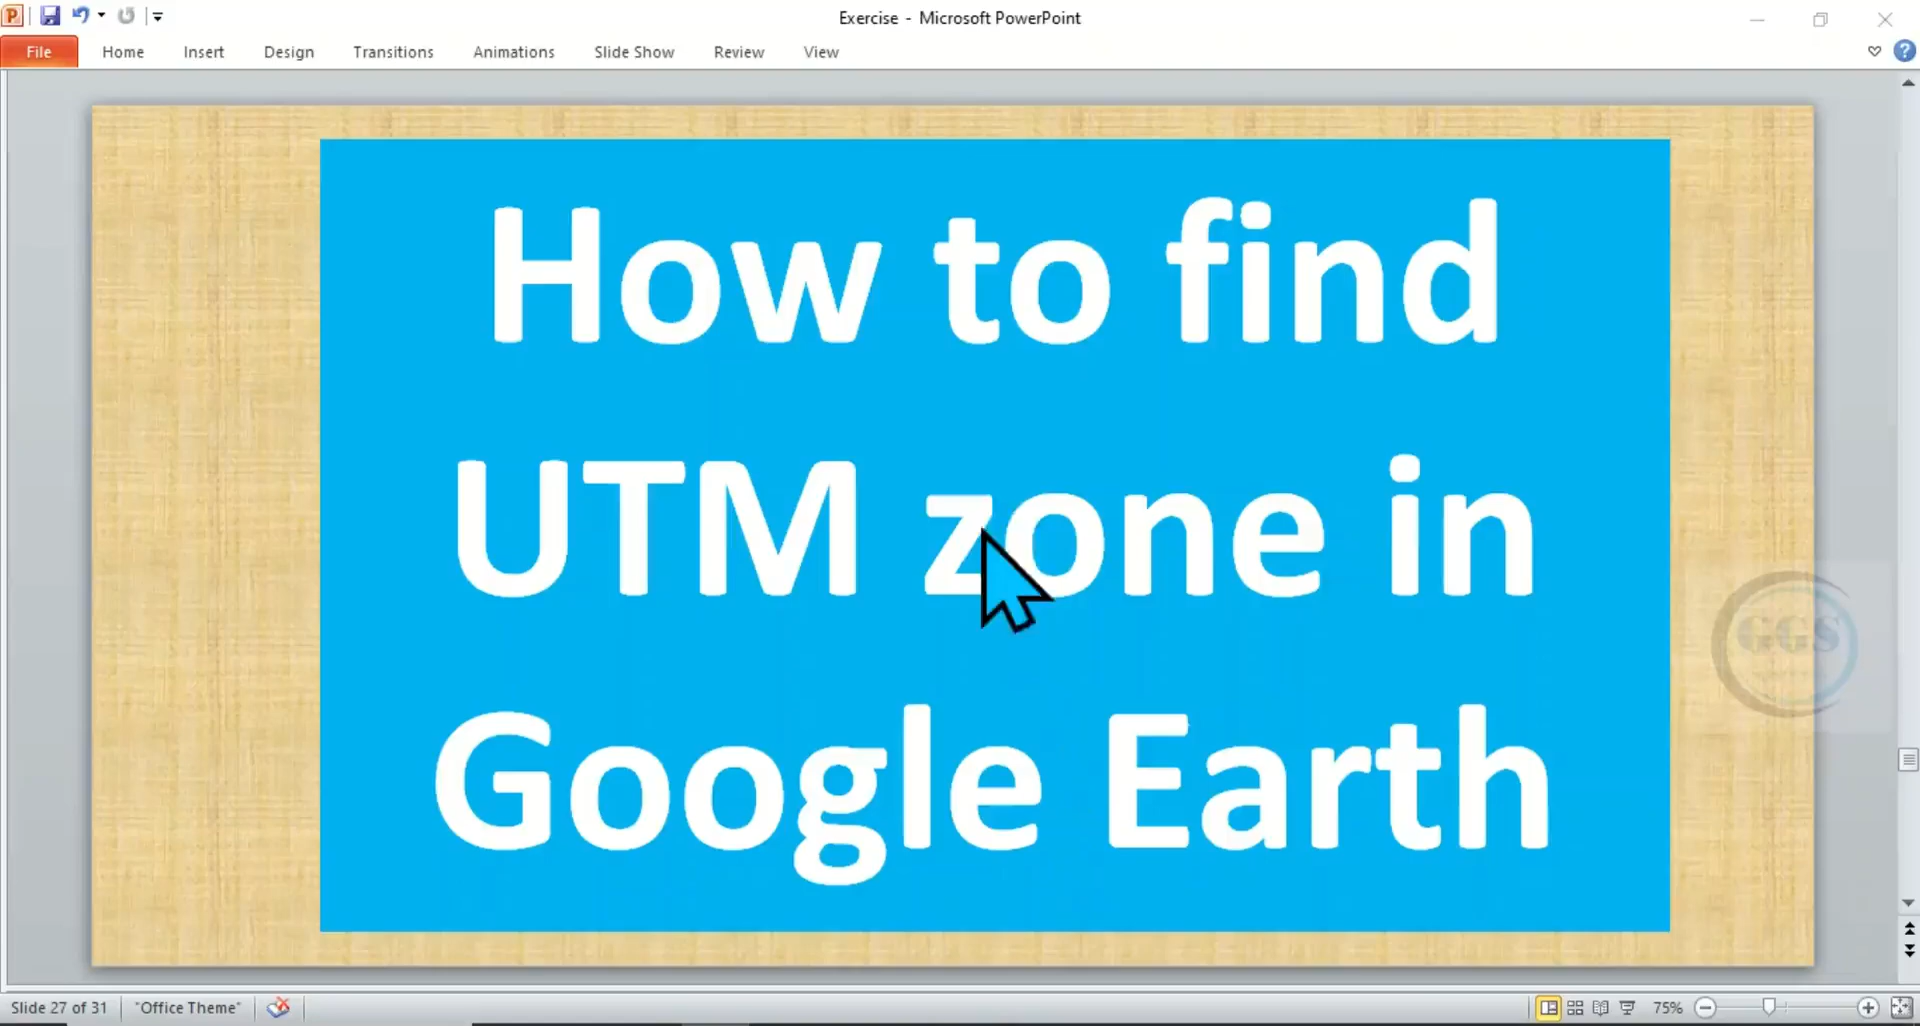 Exercise - Microsoft PowerPoint
File Home Insert Design Transitions Animations Slide Show Review View
How to find
UTM zone in
Google Earth
GGS
Slide 27 of 31 "Office Theme" 75%